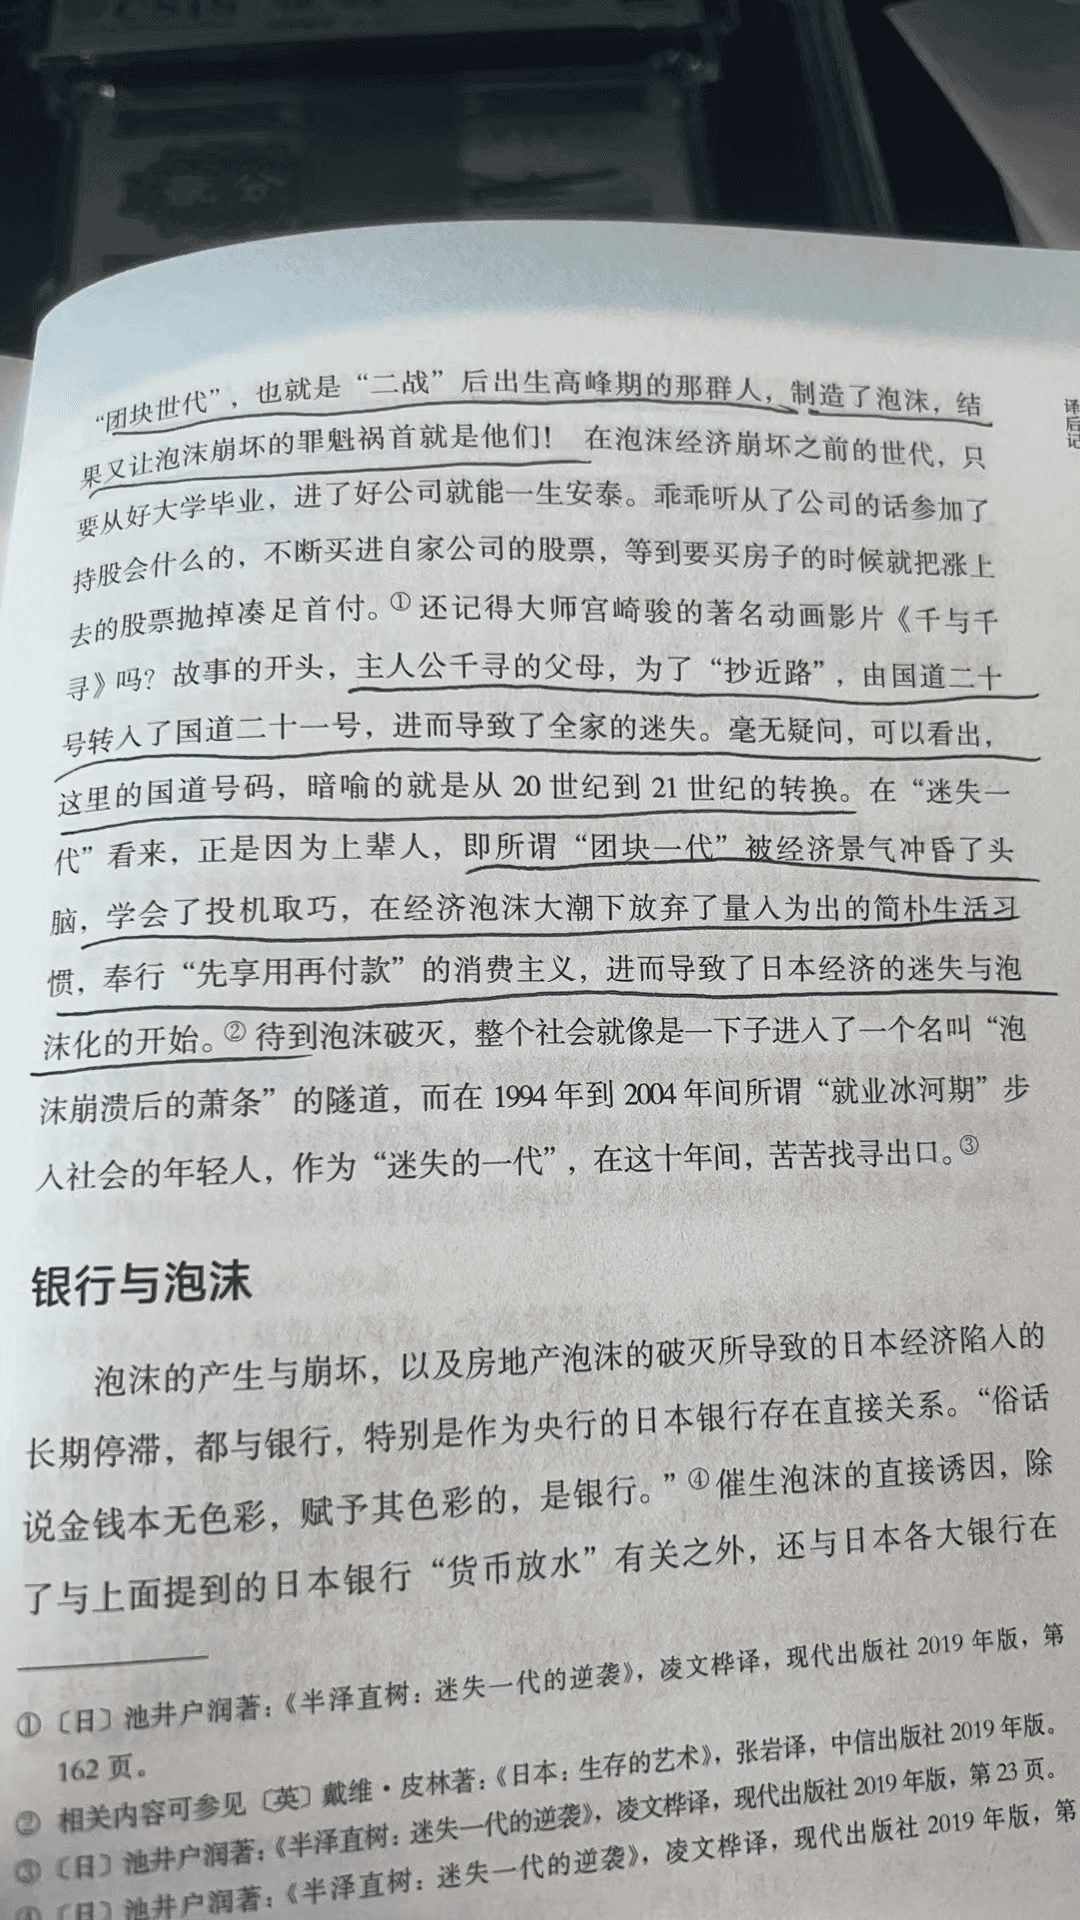 “团块世代”，也就是“二战”后出生高峰期的那群人，制造了泡沫，结
果又让泡沫崩坏的罪魁祸首就是他们！在泡沫经济崩坏之前的世代，只
要从好大学毕业，进了好公司就能一生安泰。乖乖听从了公司的话参加了
持股会什么的，不断买进自家公司的股票，等到要买房子的时候就把涨上
去的股票抛掉凑足首付。①还记得大师宫崎骏的著名动画影片《千与千
寻》吗？故事的开头，主人公千寻的父母，为了“抄近路”，由国道二十
号转入了国道二十一号，进而导致了全家的迷失。毫无疑问，可以看出，
这里的国道号码，暗喻的就是从 20 世纪到 21 世纪的转换。在“迷失一
代”看来，正是因为上辈人，即所谓“团块一代”被经济景气冲昏了头
脑，学会了投机取巧，在经济泡沫大潮下放弃了量入为出的简朴生活习
惯，奉行“先享用再付款”的消费主义，进而导致了日本经济的迷失与泡
沫化的开始。②待到泡沫破灭，整个社会就像是一下子进入了一个名叫“泡
沫崩溃后的萧条”的隧道，而在 1994 年到 2004 年间所谓“就业冰河期”步
入社会的年轻人，作为“迷失的一代”，在这十年间，苦苦找寻出口。③
译后记
银行与泡沫
泡沫的产生与崩坏，以及房地产泡沫的破灭所导致的日本经济陷入的
长期停滞，都与银行，特别是作为央行的日本银行存在直接关系。“俗话
说金钱本无色彩，赋予其色彩的，是银行。”④催生泡沫的直接诱因，除
了与上面提到的日本银行“货币放水”有关之外，还与日本各大银行在
①〔日〕池井户润著：《半泽直树：迷失一代的逆袭》，凌文桦译，现代出版社 2019 年版，第
162 页。
② 相关内容可参见〔英〕戴维·皮林著：《日本：生存的艺术》，张岩译，中信出版社 2019 年版。
③〔日〕池井户润著：《半泽直树：迷失一代的逆袭》，凌文桦译，现代出版社 2019 年版，第 23 页。
④〔日〕池井户润著：《半泽直树：迷失一代的逆袭》，凌文桦译，现代出版社 2019 年版，第